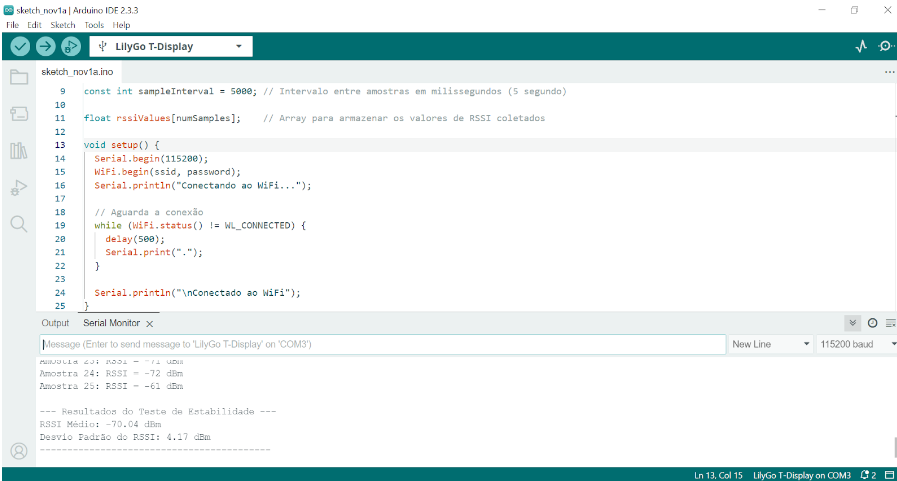 sketch_nov1a | Arduino IDE 2.3.3
File Edit Sketch Tools Help
LilyGo T-Display
sketch_nov1a.ino
9 const int sampleInterval = 5000; // Intervalo entre amostras em milissegundos (5 segundo)
10
11 float rssiValues[numSamples]; // Array para armazenar os valores de RSSI coletados
12
13 void setup() {
14 Serial.begin(115200);
15 WiFi.begin(ssid, password);
16 Serial.println("Conectando ao WiFi...");
17
18 // Aguarda a conexão
19 while (WiFi.status() != WL_CONNECTED) {
20 delay(500);
21 Serial.print(".");
22 }
23
24 Serial.println("\nConectado ao WiFi");
25 }
Output Serial Monitor
Message (Enter to send message to 'LilyGo T-Display' on 'COM3') New Line 115200 baud
Amostra 23: RSSI = -71 dBm
Amostra 24: RSSI = -72 dBm
Amostra 25: RSSI = -61 dBm
--- Resultados do Teste de Estabilidade ---
RSSI Médio: -70.04 dBm
Desvio Padrão do RSSI: 4.17 dBm
------------------------------------------
Ln 13, Col 15 LilyGo T-Display on COM3 2